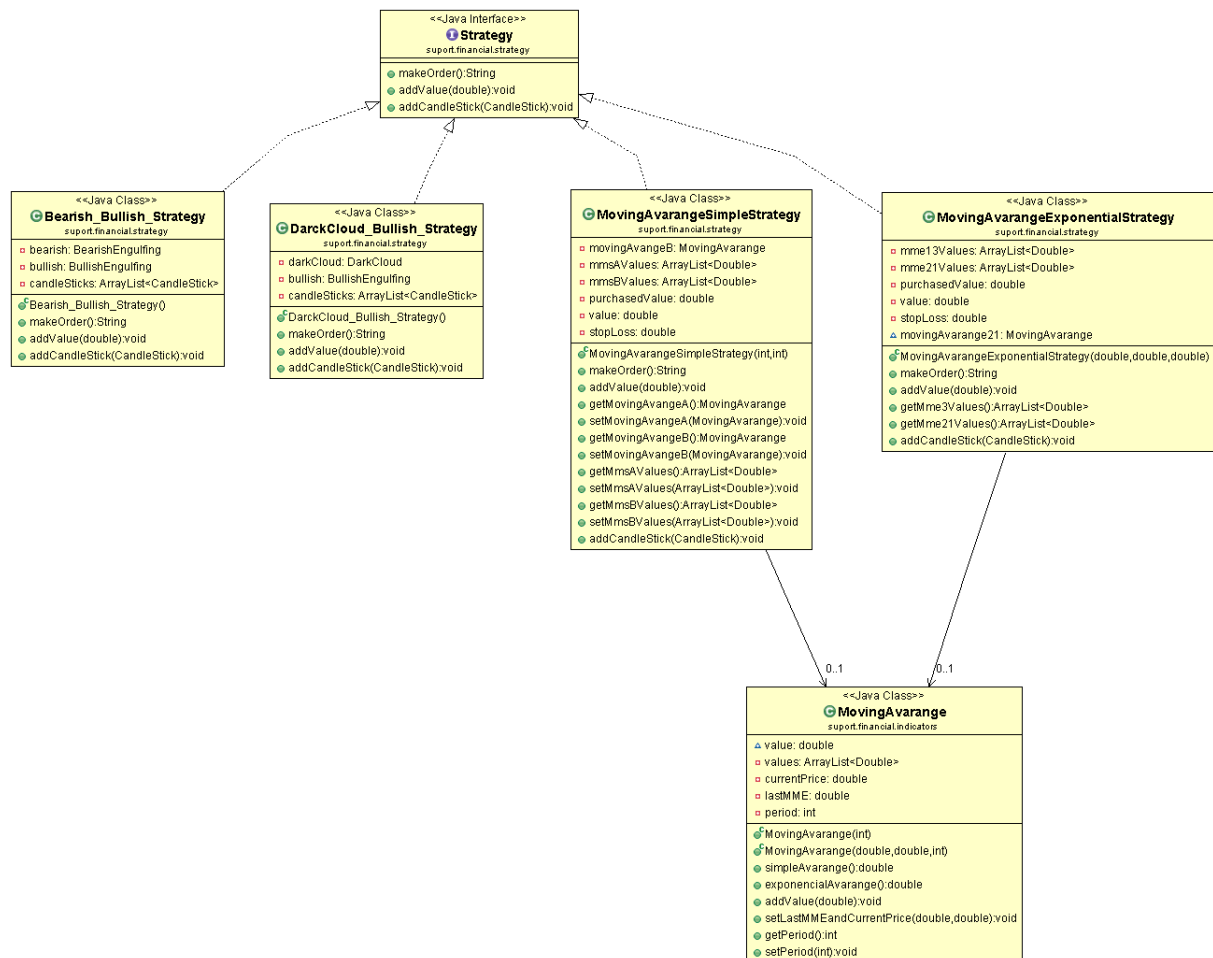 <<Java Interface>>
Strategy
suport.financial.strategy
makeOrder():String
addValue(double):void
addCandleStick(CandleStick):void
<<Java Class>>
Bearish_Bullish_Strategy
suport.financial.strategy
bearish: BearishEngulfing
bullish: BullishEngulfing
candleSticks: ArrayList<CandleStick>
Bearish_Bullish_Strategy()
makeOrder():String
addValue(double):void
addCandleStick(CandleStick):void
<<Java Class>>
DarckCloud_Bullish_Strategy
suport.financial.strategy
darkCloud: DarkCloud
bullish: BullishEngulfing
candleSticks: ArrayList<CandleStick>
DarckCloud_Bullish_Strategy()
makeOrder():String
addValue(double):void
addCandleStick(CandleStick):void
<<Java Class>>
MovingAvarangeSimpleStrategy
suport.financial.strategy
movingAvangeB: MovingAvarange
mmsAValues: ArrayList<Double>
mmsBValues: ArrayList<Double>
purchasedValue: double
value: double
stopLoss: double
MovingAvarangeSimpleStrategy(int,int)
makeOrder():String
addValue(double):void
getMovingAvangeA():MovingAvarange
setMovingAvangeA(MovingAvarange):void
getMovingAvangeB():MovingAvarange
setMovingAvangeB(MovingAvarange):void
getMmsAValues():ArrayList<Double>
setMmsAValues(ArrayList<Double>):void
getMmsBValues():ArrayList<Double>
setMmsBValues(ArrayList<Double>):void
addCandleStick(CandleStick):void
<<Java Class>>
MovingAvarangeExponentialStrategy
suport.financial.strategy
mme13Values: ArrayList<Double>
mme21Values: ArrayList<Double>
purchasedValue: double
value: double
stopLoss: double
movingAvarange21: MovingAvarange
MovingAvarangeExponentialStrategy(double,double,double)
makeOrder():String
addValue(double):void
getMme3Values():ArrayList<Double>
getMme21Values():ArrayList<Double>
addCandleStick(CandleStick):void
0..1
0..1
<<Java Class>>
MovingAvarange
suport.financial.indicators
value: double
values: ArrayList<Double>
currentPrice: double
lastMME: double
period: int
MovingAvarange(int)
MovingAvarange(double,double,int)
simpleAvarange():double
exponencialAvarange():double
addValue(double):void
setLastMMEandCurrentPrice(double,double):void
getPeriod():int
setPeriod(int):void